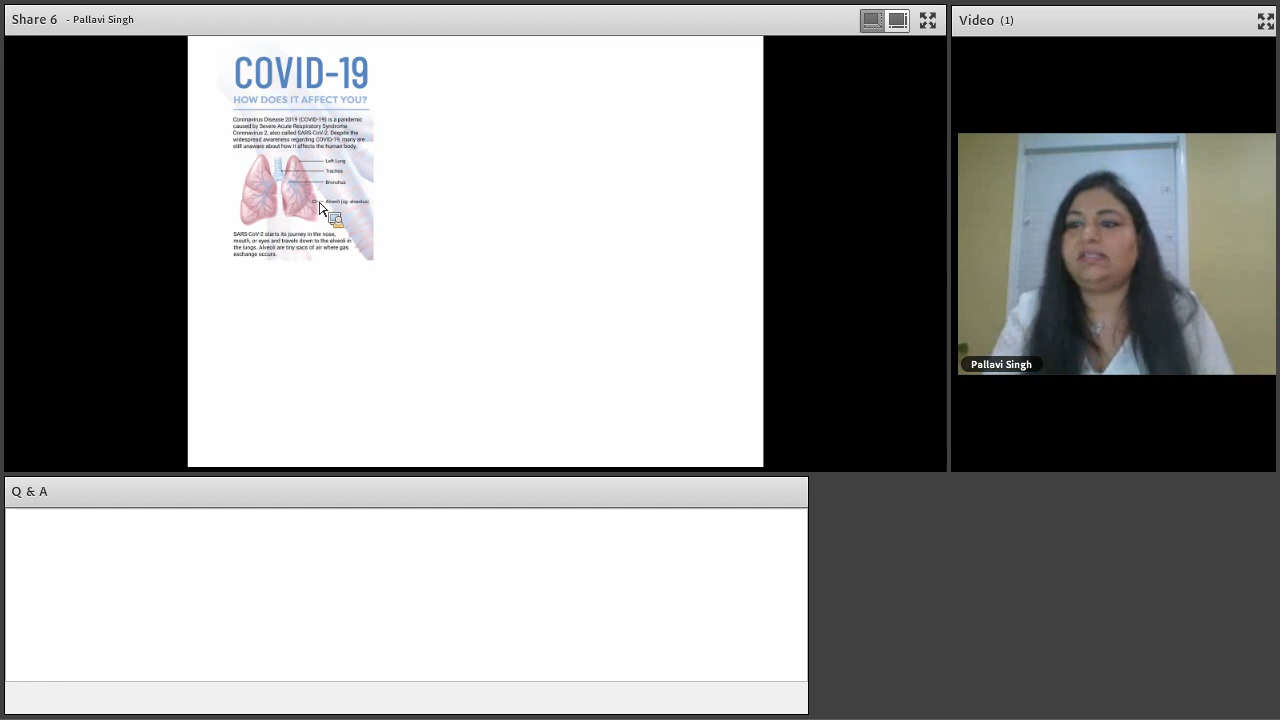 Share 6 - Pallavi Singh
Video (1)
COVID-19
HOW DOES IT AFFECT YOU?
Coronavirus Disease 2019 (COVID-19) is a pandemic
caused by Severe Acute Respiratory Syndrome
Coronavirus 2, also called SARS-CoV-2. Despite the
widespread awareness regarding COVID-19, many are
still unaware about how it affects the human body.
Left Lung
Trachea
Bronchus
Alveoli (sg. alveolus)
SARS-CoV-2 starts its journey in the nose,
mouth, or eyes and travels down to the alveoli in
the lungs. Alveoli are tiny sacs of air where gas
exchange occurs.
Pallavi Singh
Q & A